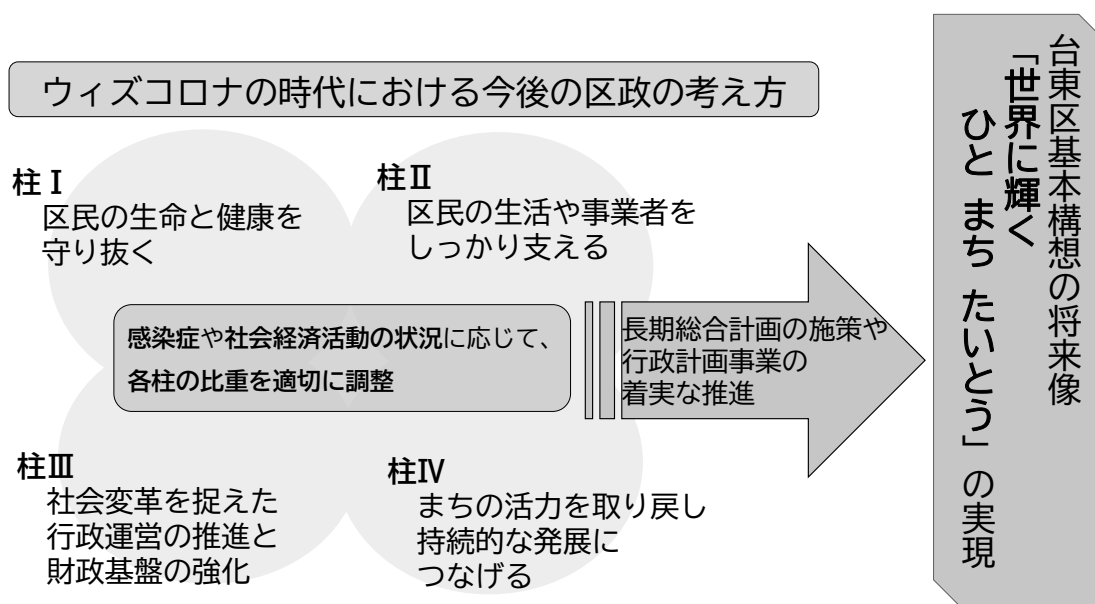 ウィズコロナの時代における今後の区政の考え方
柱Ⅰ
区民の生命と健康を
守り抜く
柱Ⅱ
区民の生活や事業者を
しっかり支える
感染症や社会経済活動の状況に応じて、
各柱の比重を適切に調整
柱Ⅲ
社会変革を捉えた
行政運営の推進と
財政基盤の強化
柱Ⅳ
まちの活力を取り戻し
持続的な発展に
つなげる
長期総合計画の施策や
行政計画事業の
着実な推進
台東区基本構想の将来像
「世界に輝く
ひと まち たいとう」の実現